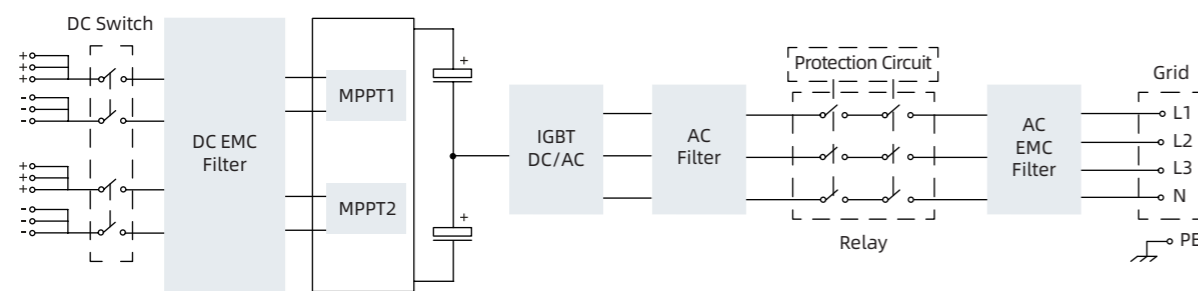 DC Switch
+
+
+
-
-
-
+
+
+
-
-
-
DC EMC
Filter
MPPT1
MPPT2
+
+
IGBT
DC/AC
AC
Filter
Protection Circuit
Relay
AC
EMC
Filter
Grid
L1
L2
L3
N
PE